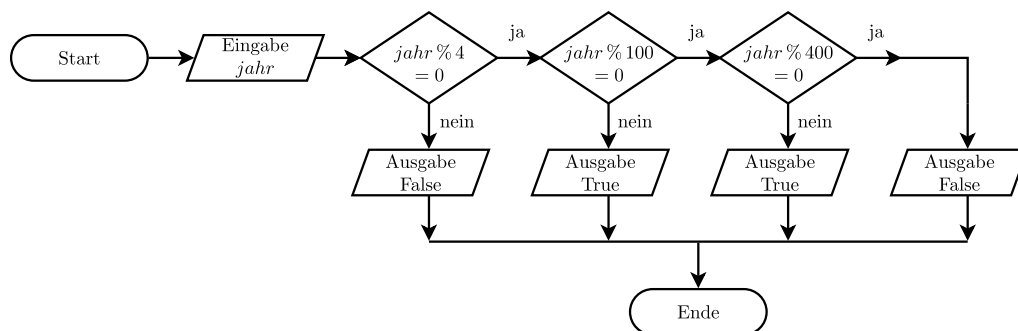 Start
Eingabe
jahr
jahr % 4
= 0
ja
jahr % 100
= 0
ja
jahr % 400
= 0
ja
nein
nein
nein
Ausgabe
False
Ausgabe
True
Ausgabe
True
Ausgabe
False
Ende